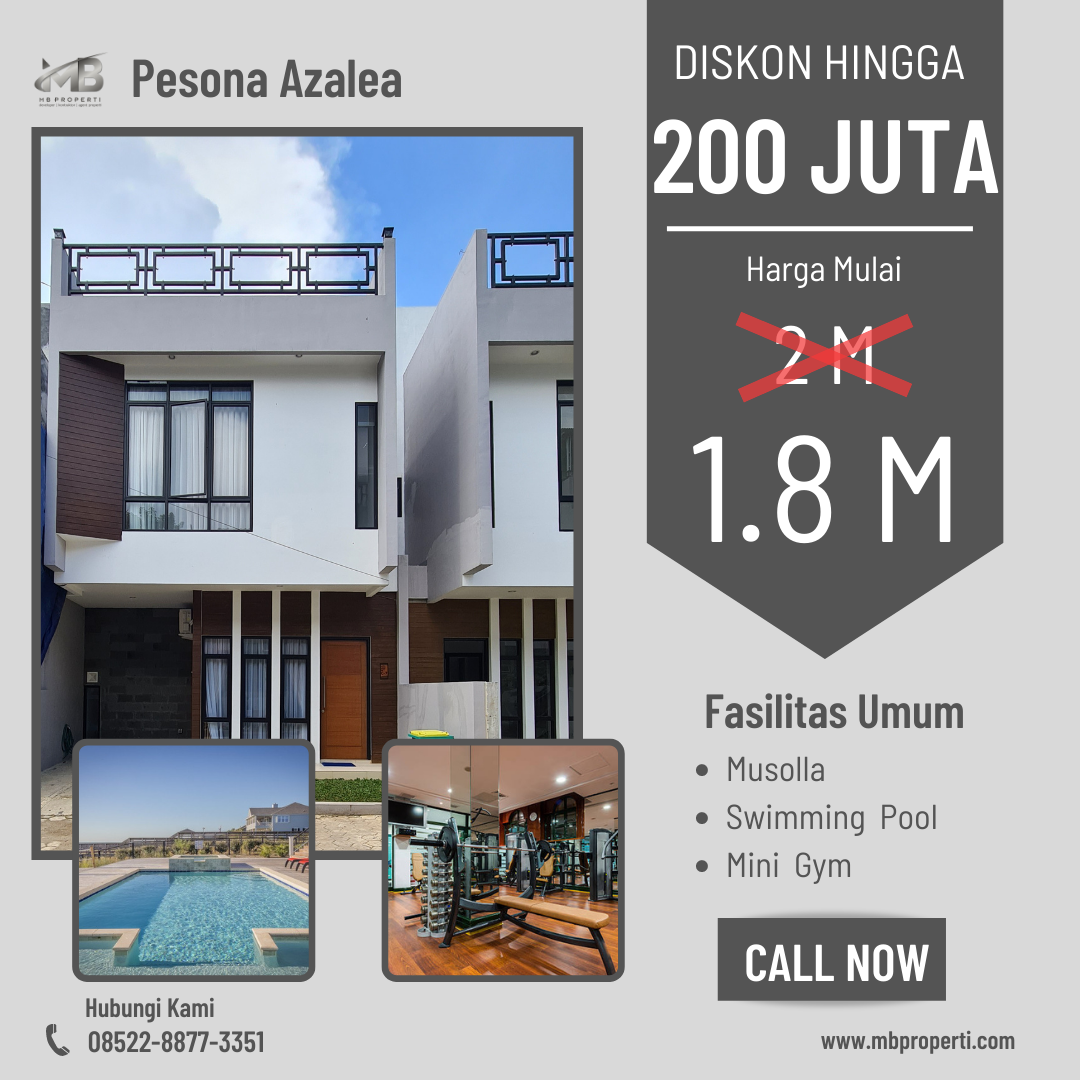 MB
MB PROPERTI
Pesona Azalea
DISKON HINGGA
200 JUTA
Harga Mulai
2 M
1.8 M
Fasilitas Umum
• Musolla
• Swimming Pool
• Mini Gym
CALL NOW
Hubungi Kami
08522-8877-3351
www.mbproperti.com